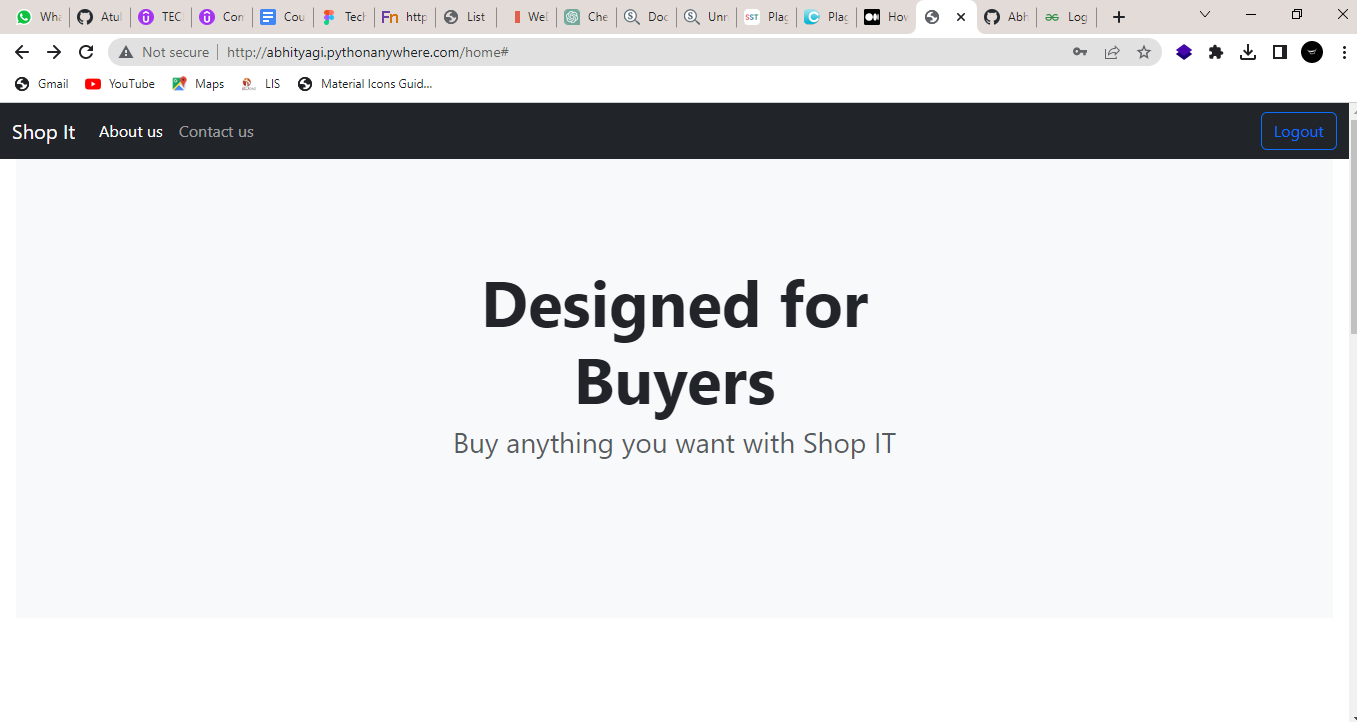 Wha Atul TEC Con Cou Tech http List Wel Che Doc Unr Plag Plag How Abh Log
Not secure http://abhityagi.pythonanywhere.com/home#
Gmail YouTube Maps LIS Material Icons Guid...
Shop It About us Contact us Logout
Designed for
Buyers
Buy anything you want with Shop IT